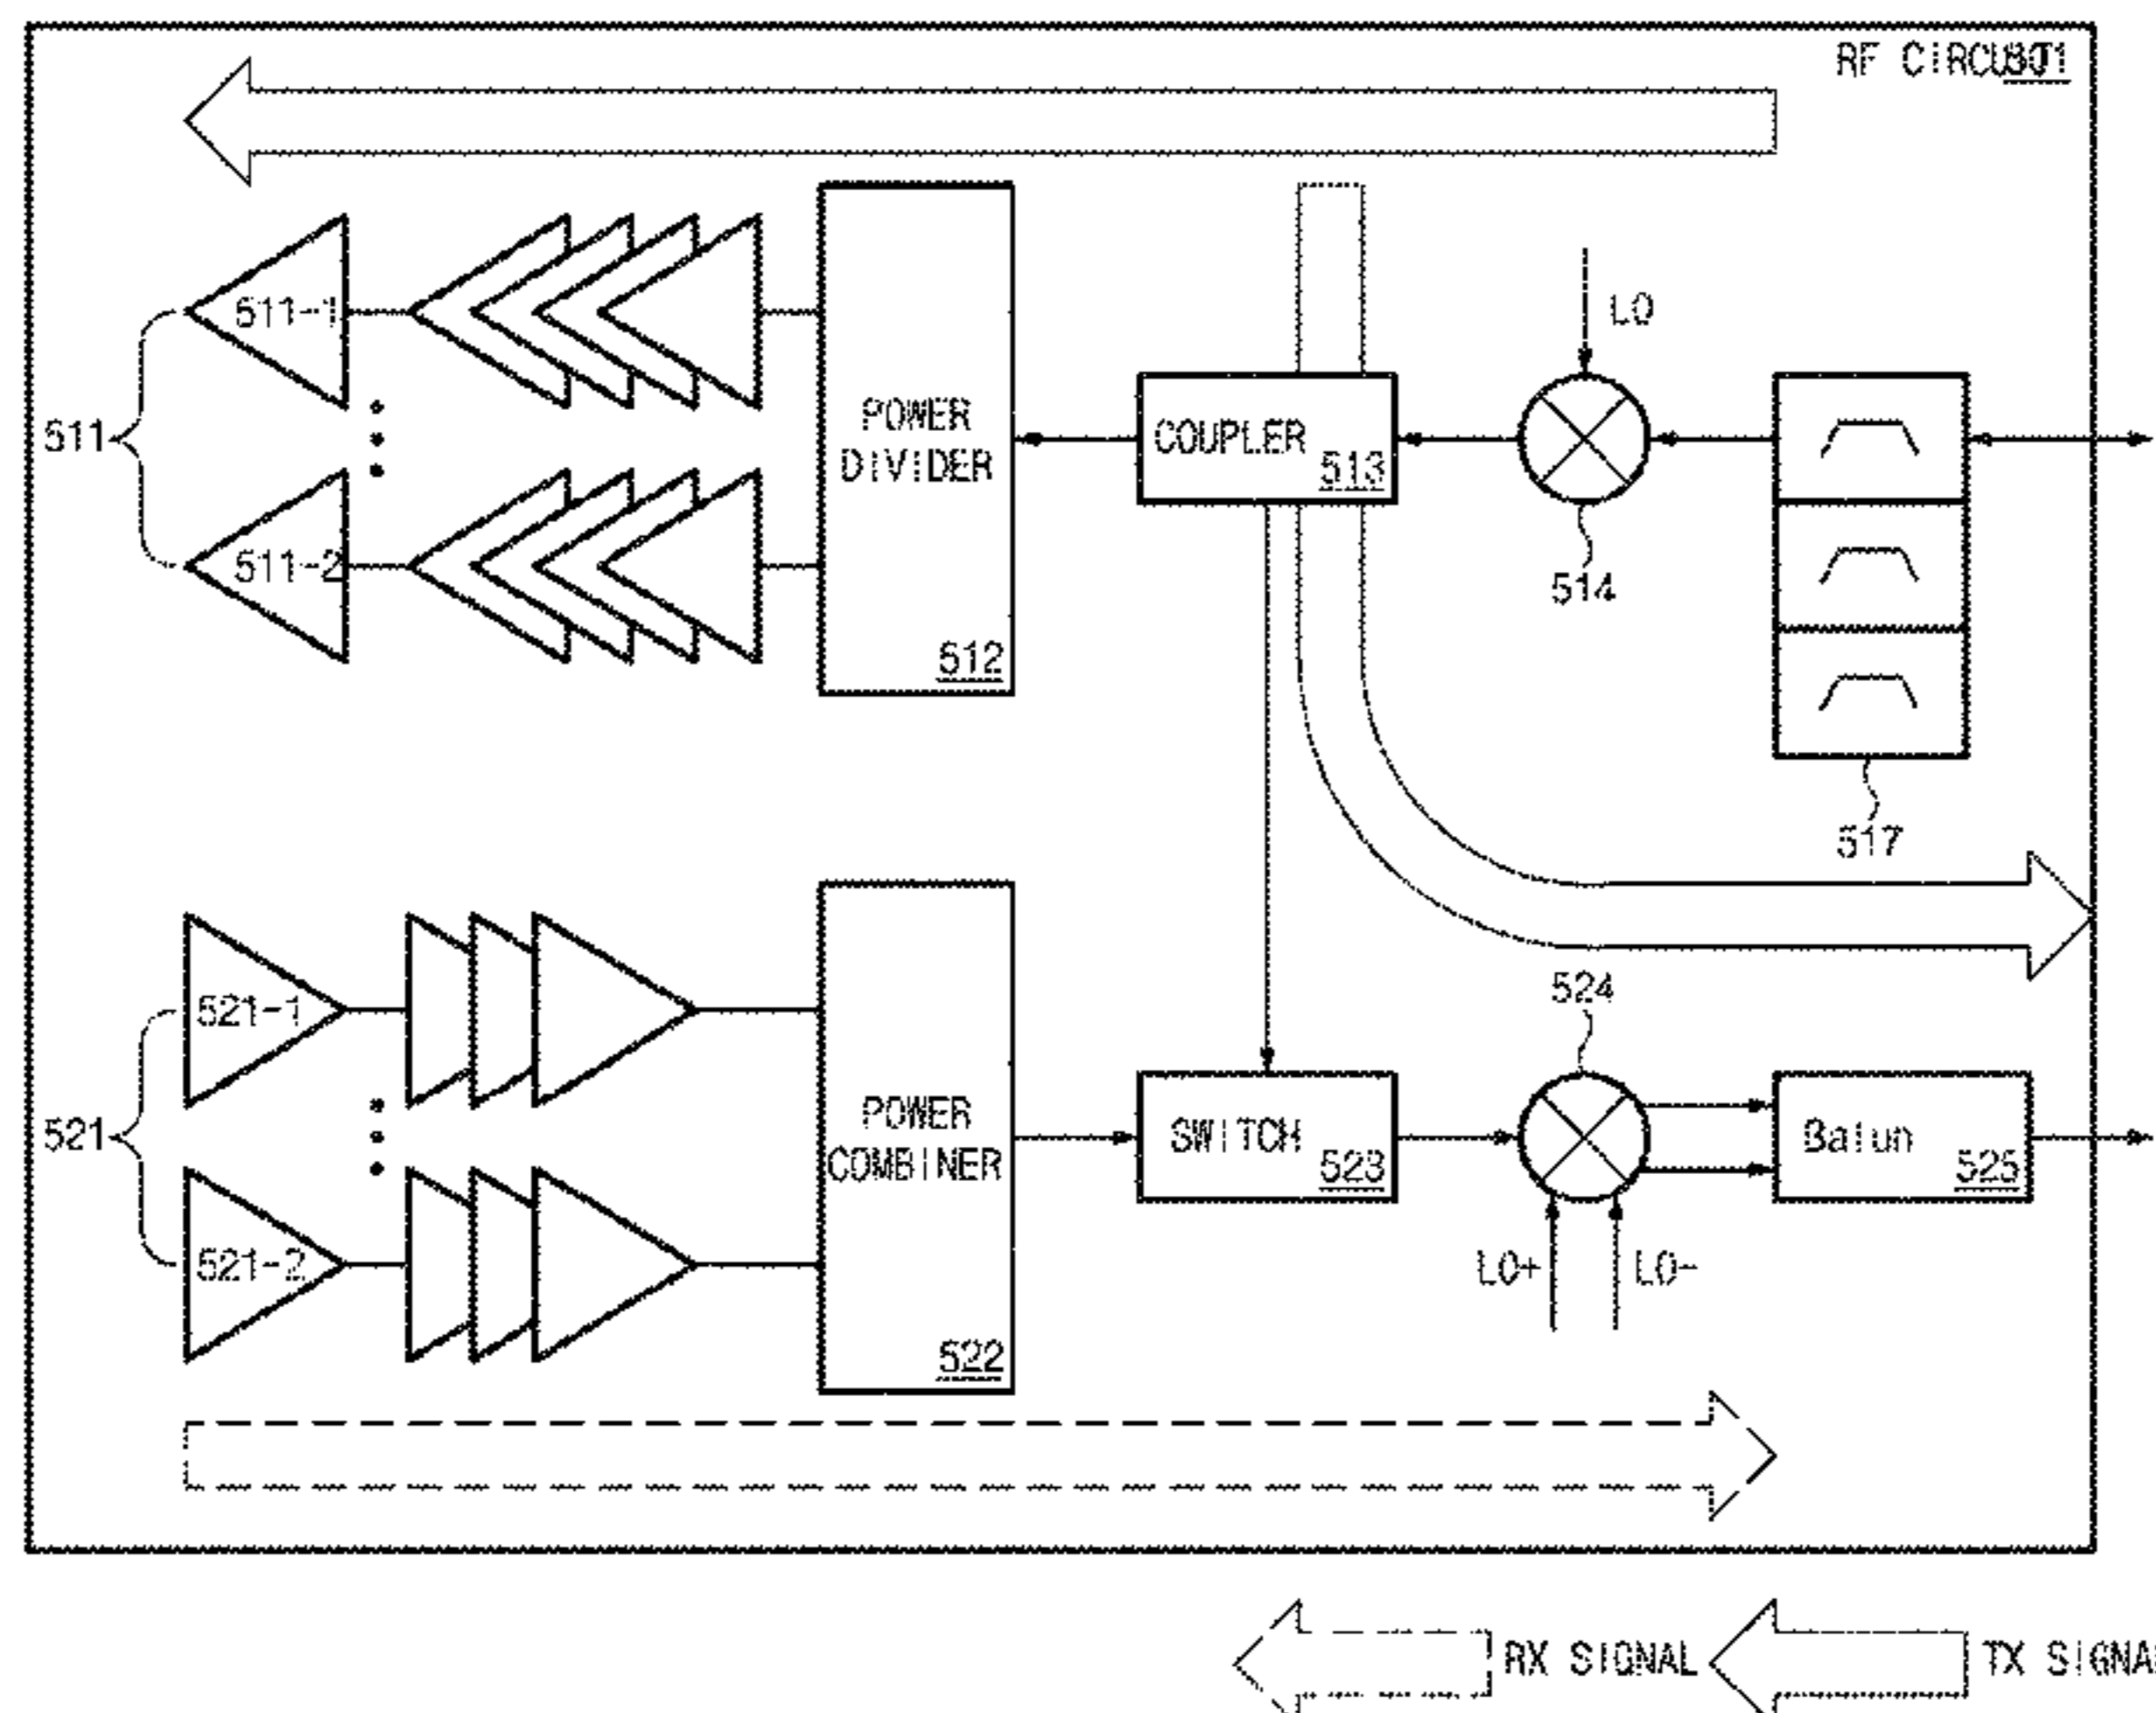 RF CIRCUIT
511-1
LO
511
POWER
DIVIDER
COUPLER
513
511-2
514
512
517
524
521-1
521
POWER
COMBINER
SWITCH
523
Balun
525
521-2
LO+
LO-
522
RX SIGNAL
TX SIGNA